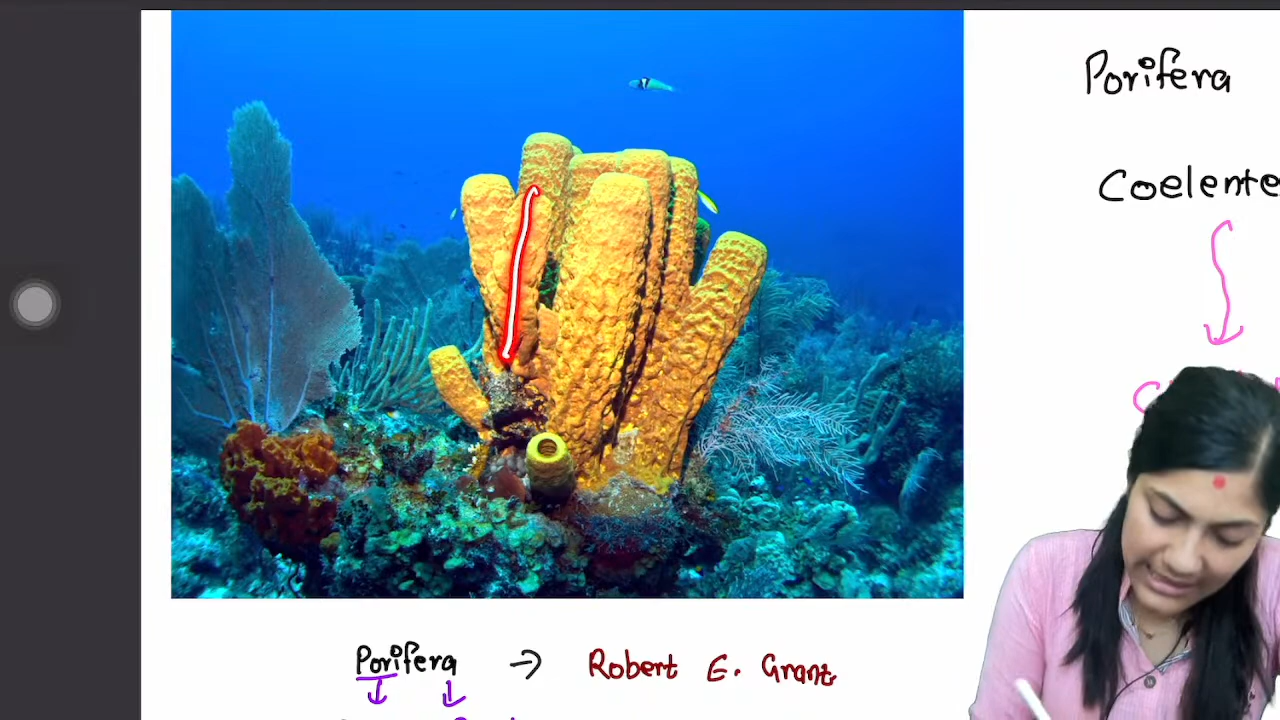 Porifera
Coelente
Porifera → Robert E. Grant